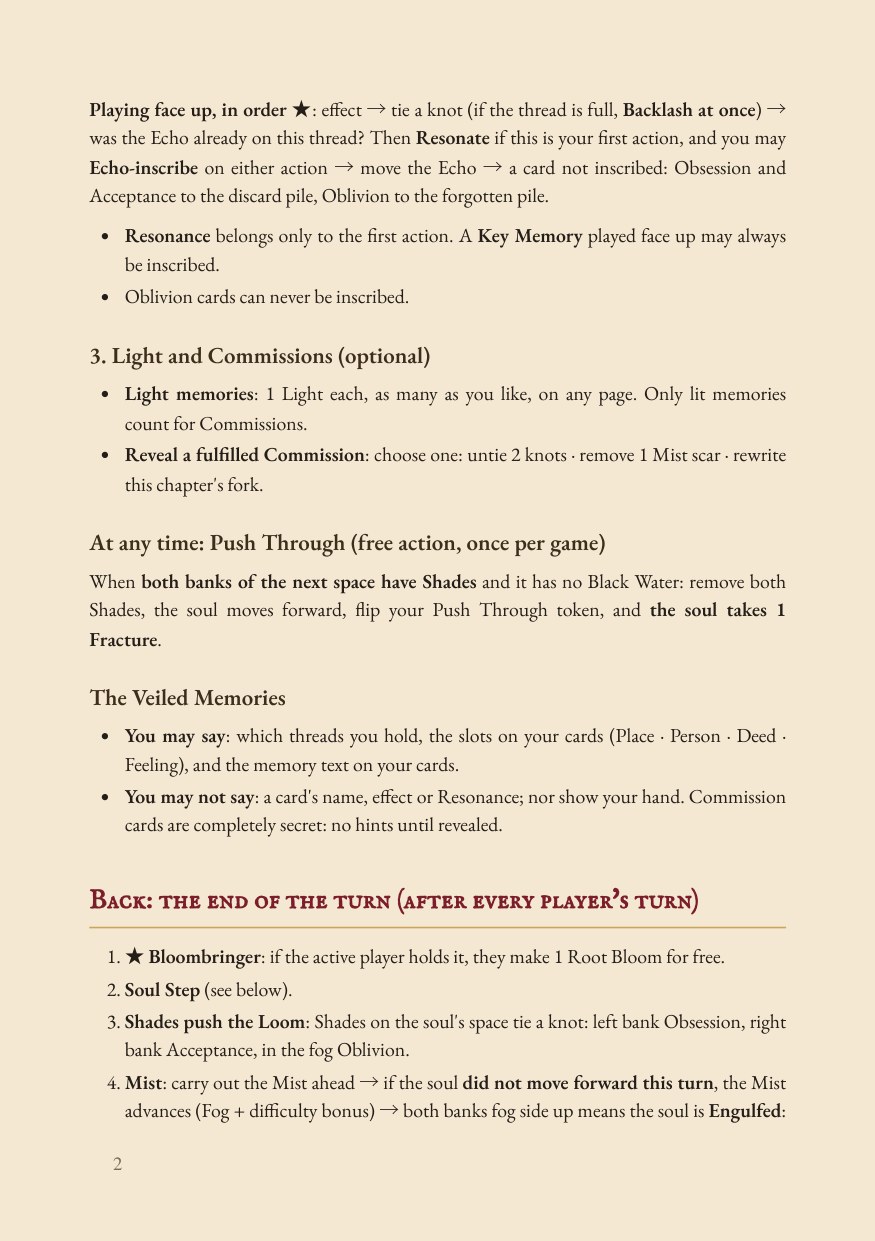 Playing face up, in order ★: effect → tie a knot (if the thread is full, Backlash at once) →
was the Echo already on this thread? Then Resonate if this is your first action, and you may
Echo-inscribe on either action → move the Echo → a card not inscribed: Obsession and
Acceptance to the discard pile, Oblivion to the forgotten pile.
• Resonance belongs only to the first action. A Key Memory played face up may always
be inscribed.
• Oblivion cards can never be inscribed.
3. Light and Commissions (optional)
• Light memories: 1 Light each, as many as you like, on any page. Only lit memories
count for Commissions.
• Reveal a fulfilled Commission: choose one: untie 2 knots · remove 1 Mist scar · rewrite
this chapter's fork.
At any time: Push Through (free action, once per game)
When both banks of the next space have Shades and it has no Black Water: remove both
Shades, the soul moves forward, flip your Push Through token, and the soul takes 1
Fracture.
The Veiled Memories
• You may say: which threads you hold, the slots on your cards (Place · Person · Deed ·
Feeling), and the memory text on your cards.
• You may not say: a card's name, effect or Resonance; nor show your hand. Commission
cards are completely secret: no hints until revealed.
Back: the end of the turn (after every player's turn)
1. ★ Bloombringer: if the active player holds it, they make 1 Root Bloom for free.
2. Soul Step (see below).
3. Shades push the Loom: Shades on the soul's space tie a knot: left bank Obsession, right
bank Acceptance, in the fog Oblivion.
4. Mist: carry out the Mist ahead → if the soul did not move forward this turn, the Mist
advances (Fog + difficulty bonus) → both banks fog side up means the soul is Engulfed:
2